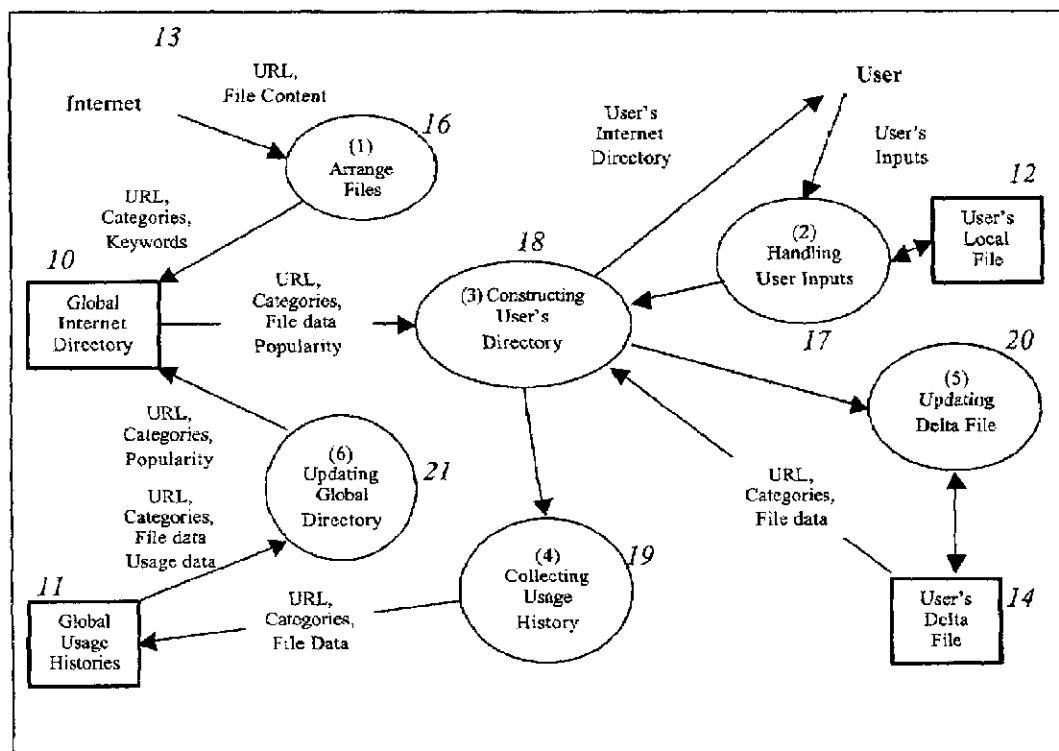 13
URL,
File Content
Internet
16
(1)
Arrange
Files
User
User's
Internet
Directory
User's
Inputs
12
User's
Local
File
URL,
Categories,
Keywords
(2)
Handling
User Inputs
10
Global
Internet
Directory
URL,
Categories,
File data
Popularity
18
(3) Constructing
User's
Directory
17
20
(5)
Updating
Delta File
URL,
Categories,
Popularity
(6)
Updating
Global
Directory
21
URL,
Categories,
File data
URL,
Categories,
File data
Usage data
11
Global
Usage
Histories
URL,
Categories,
File Data
(4)
Collecting
Usage
History
19
User's
Delta
File
14